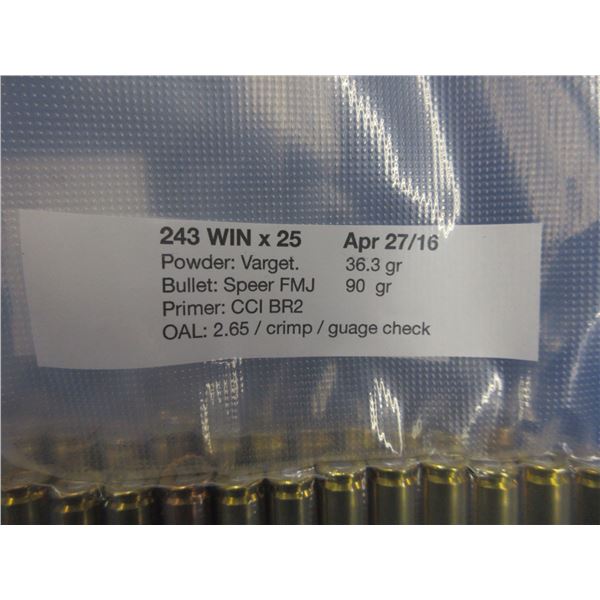 243 WIN x 25 Apr 27/16
Powder: Varget. 36.3 gr
Bullet: Speer FMJ 90 gr
Primer: CCI BR2
OAL: 2.65 / crimp / guage check